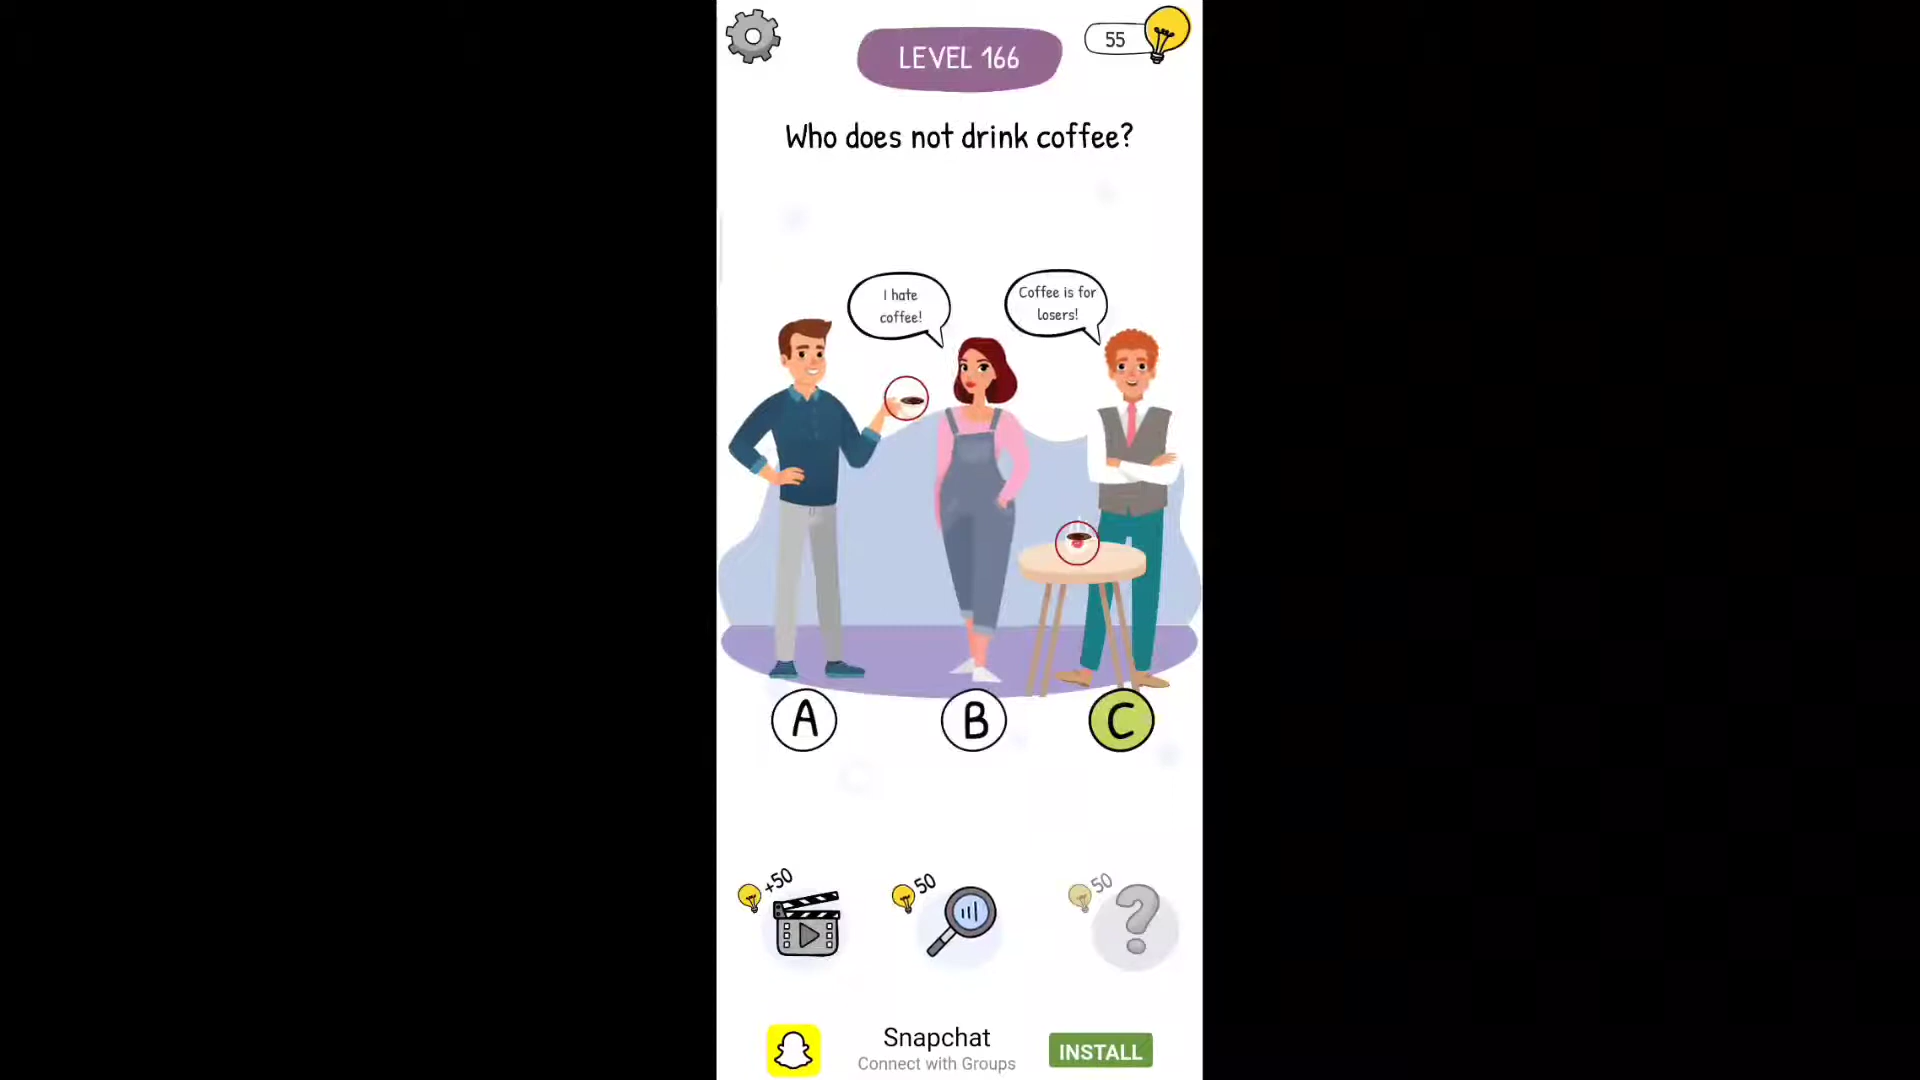 LEVEL 166
55
Who does not drink coffee?
I hate
coffee!
Coffee is for
losers!
A
B
C
+50
50
50
?
Snapchat
Connect with Groups
INSTALL